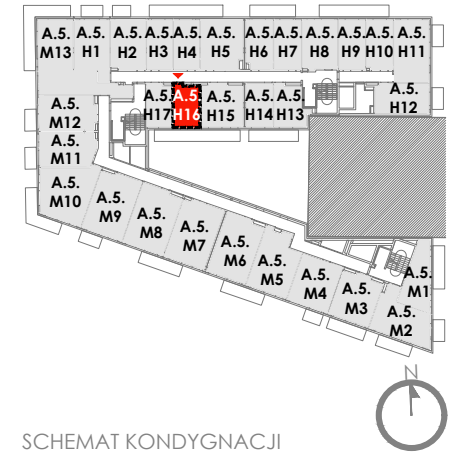 A.5. A.5. A.5. A.5. A.5. A.5. A.5. A.5. A.5. A.5. A.5. A.5.
M13 H1 H2 H3 H4 H5 H6 H7 H8 H9 H10 H11
A.5. A.5 A.5. A.5. A.5. A.5.
H17 H16 H15 H14 H13 H12
A.5.
M12
A.5.
M11
A.5.
M10
A.5.
M9
A.5.
M8
A.5.
M7
A.5.
M6
A.5.
M5
A.5.
M4
A.5.
M3
A.5.
M1
A.5.
M2
N
SCHEMAT KONDYGNACJI